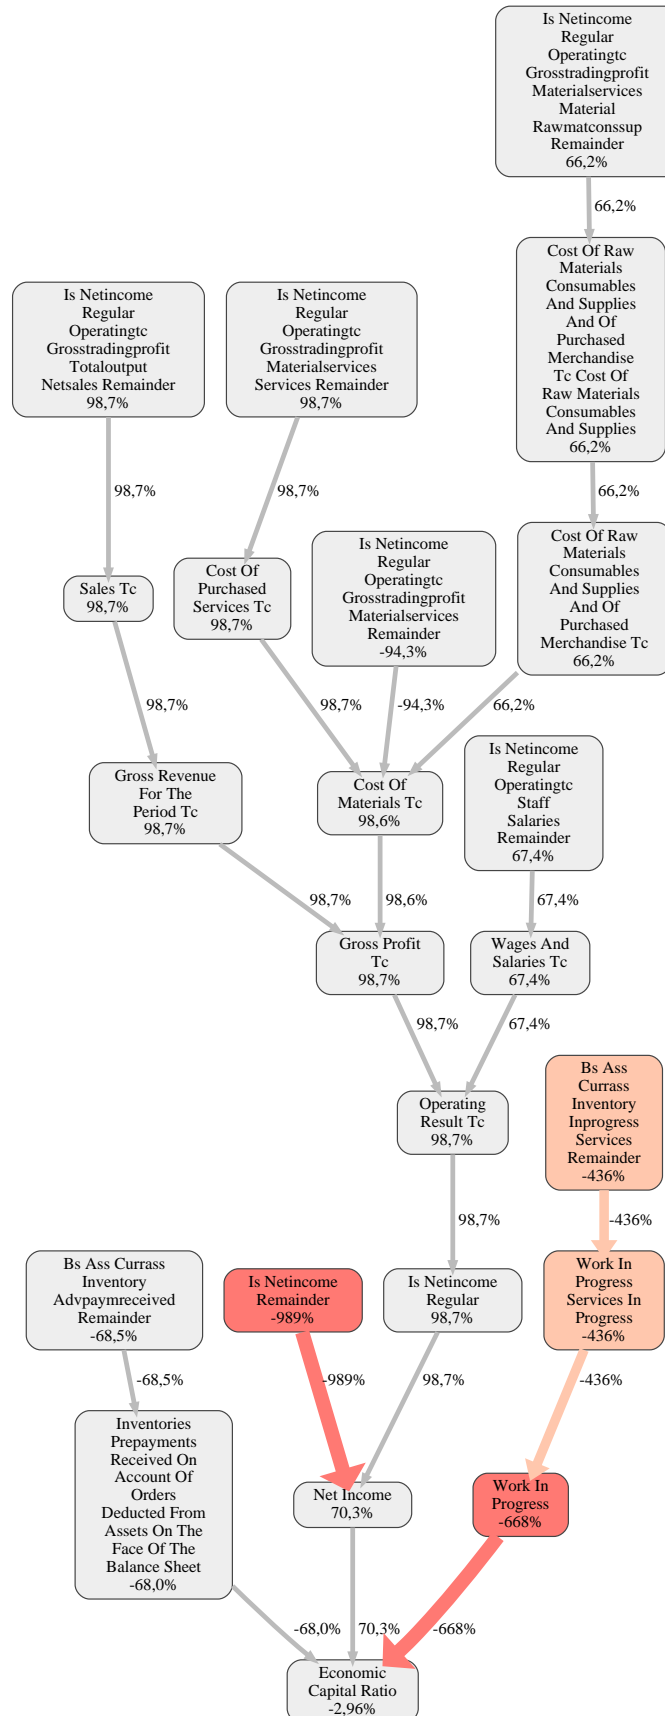 Is Netincome
Regular
Operatingtc
Grosstradingprofit
Materialservices
Material
Rawmatconssup
Remainder
66,2%
66,2%
Cost Of Raw
Materials
Consumables
And Supplies
And Of
Purchased
Merchandise
Tc Cost Of
Raw Materials
Consumables
And Supplies
66,2%
Is Netincome
Regular
Operatingtc
Grosstradingprofit
Totaloutput
Netsales Remainder
98,7%
Is Netincome
Regular
Operatingtc
Grosstradingprofit
Materialservices
Services Remainder
98,7%
98,7%
98,7%
66,2%
Sales Tc
98,7%
Cost Of
Purchased
Services Tc
98,7%
Is Netincome
Regular
Operatingtc
Grosstradingprofit
Materialservices
Remainder
-94,3%
Cost Of Raw
Materials
Consumables
And Supplies
And Of
Purchased
Merchandise Tc
66,2%
98,7%
98,7%
-94,3%
66,2%
Gross Revenue
For The
Period Tc
98,7%
Cost Of
Materials Tc
98,6%
Is Netincome
Regular
Operatingtc
Staff
Salaries
Remainder
67,4%
98,7%
98,6%
67,4%
Gross Profit
Tc
98,7%
Wages And
Salaries Tc
67,4%
98,7%
67,4%
Operating
Result Tc
98,7%
Bs Ass
Currass
Inventory
Inprogress
Services
Remainder
-436%
98,7%
-436%
Bs Ass Currass
Inventory
Advpaymreceived
Remainder
-68,5%
Is Netincome
Remainder
-989%
Is Netincome
Regular
98,7%
Work In
Progress
Services In
Progress
-436%
-68,5%
-989%
98,7%
-436%
Inventories
Prepayments
Received On
Account Of
Orders
Deducted From
Assets On The
Face Of The
Balance Sheet
-68,0%
Net Income
70,3%
Work In
Progress
-668%
-68,0%
70,3%
-668%
Economic
Capital Ratio
-2,96%